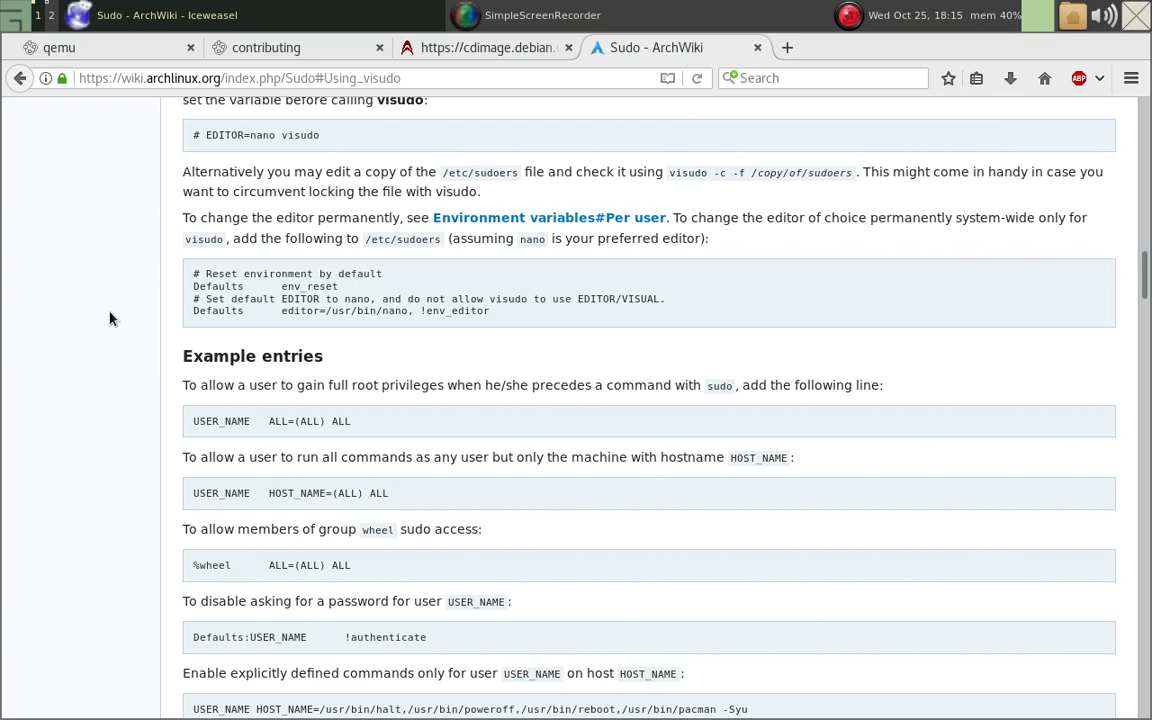 1 2 Sudo - ArchWiki - Iceweasel SimpleScreenRecorder Wed Oct 25, 18:15 mem 40%
qemu contributing https://cdimage.debian. Sudo - ArchWiki
https://wiki.archlinux.org/index.php/Sudo#Using_visudo Search ABP
set the variable before calling visudo:
# EDITOR=nano visudo
Alternatively you may edit a copy of the /etc/sudoers file and check it using visudo -c -f /copy/of/sudoers. This might come in handy in case you
want to circumvent locking the file with visudo.
To change the editor permanently, see Environment variables#Per user. To change the editor of choice permanently system-wide only for
visudo, add the following to /etc/sudoers (assuming nano is your preferred editor):
# Reset environment by default
Defaults      env_reset
# Set default EDITOR to nano, and do not allow visudo to use EDITOR/VISUAL.
Defaults      editor=/usr/bin/nano, !env_editor
Example entries
To allow a user to gain full root privileges when he/she precedes a command with sudo, add the following line:
USER_NAME   ALL=(ALL) ALL
To allow a user to run all commands as any user but only the machine with hostname HOST_NAME:
USER_NAME   HOST_NAME=(ALL) ALL
To allow members of group wheel sudo access:
%wheel      ALL=(ALL) ALL
To disable asking for a password for user USER_NAME:
Defaults:USER_NAME      !authenticate
Enable explicitly defined commands only for user USER_NAME on host HOST_NAME:
USER_NAME HOST_NAME=/usr/bin/halt,/usr/bin/poweroff,/usr/bin/reboot,/usr/bin/pacman -Syu